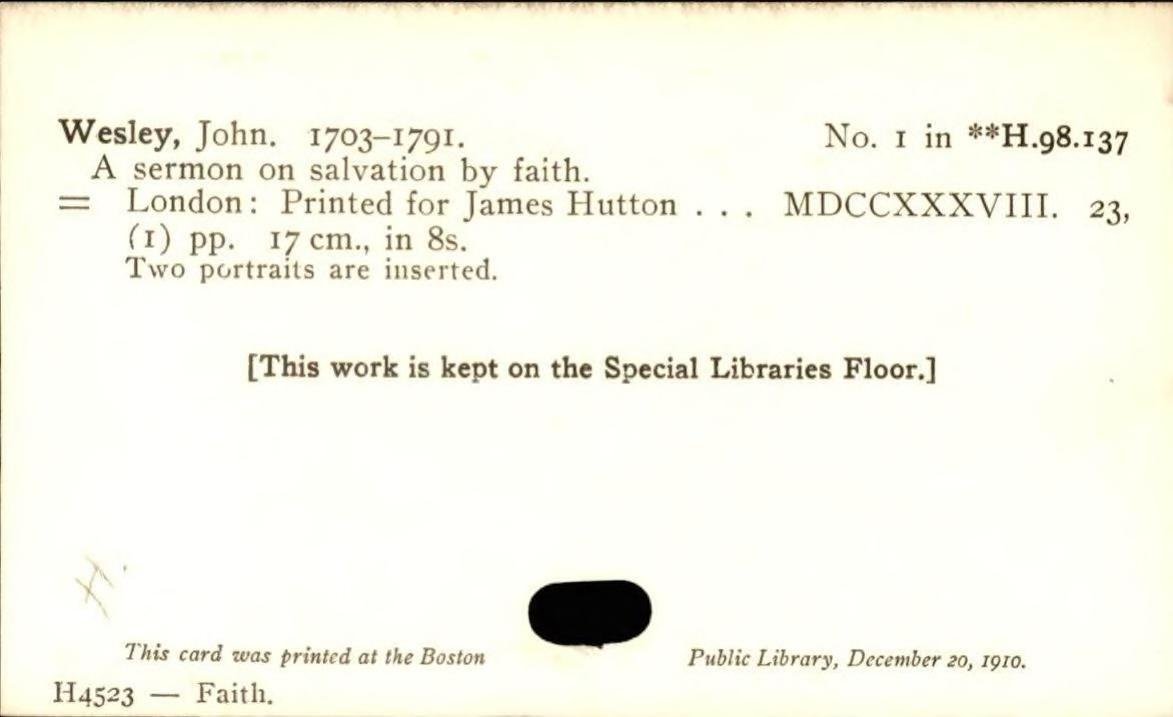 Wesley, John. 1703–1791. No. 1 in **H.98.137
A sermon on salvation by faith.
= London: Printed for James Hutton . . . MDCCXXXVIII. 23,
(1) pp. 17 cm., in 8s.
Two portraits are inserted.
[This work is kept on the Special Libraries Floor.]
H.
This card was printed at the Boston Public Library, December 20, 1910.
H4523 — Faith.